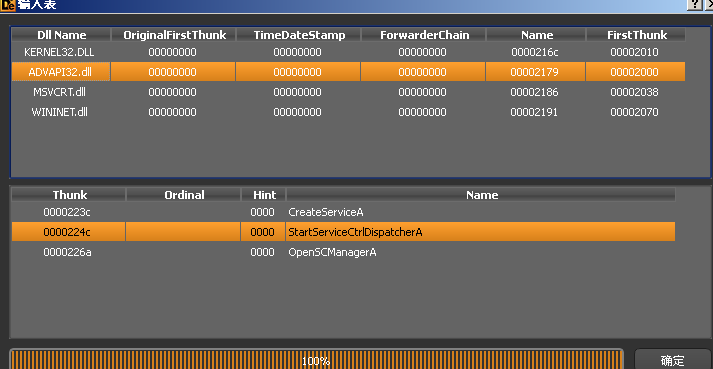 输入表
Dll Name OriginalFirstThunk TimeDateStamp ForwarderChain Name FirstThunk
KERNEL32.DLL 00000000 00000000 00000000 0000216c 00002010
ADVAPI32.dll 00000000 00000000 00000000 00002179 00002000
MSVCRT.dll 00000000 00000000 00000000 00002186 00002038
WININET.dll 00000000 00000000 00000000 00002191 00002070
Thunk Ordinal Hint Name
0000223c 0000 CreateServiceA
0000224c 0000 StartServiceCtrlDispatcherA
0000226a 0000 OpenSCManagerA
100% 确定